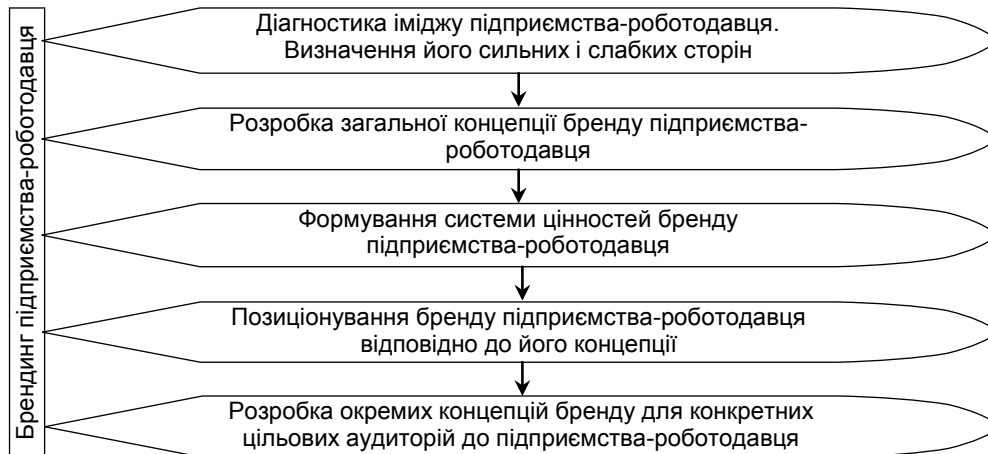 Брендинг підприємства-роботодавця
Діагностика іміджу підприємства-роботодавця.
Визначення його сильних і слабких сторін
Розробка загальної концепції бренду підприємства-
роботодавця
Формування системи цінностей бренду
підприємства-роботодавця
Позиціонування бренду підприємства-роботодавця
відповідно до його концепції
Розробка окремих концепцій бренду для конкретних
цільових аудиторій до підприємства-роботодавця